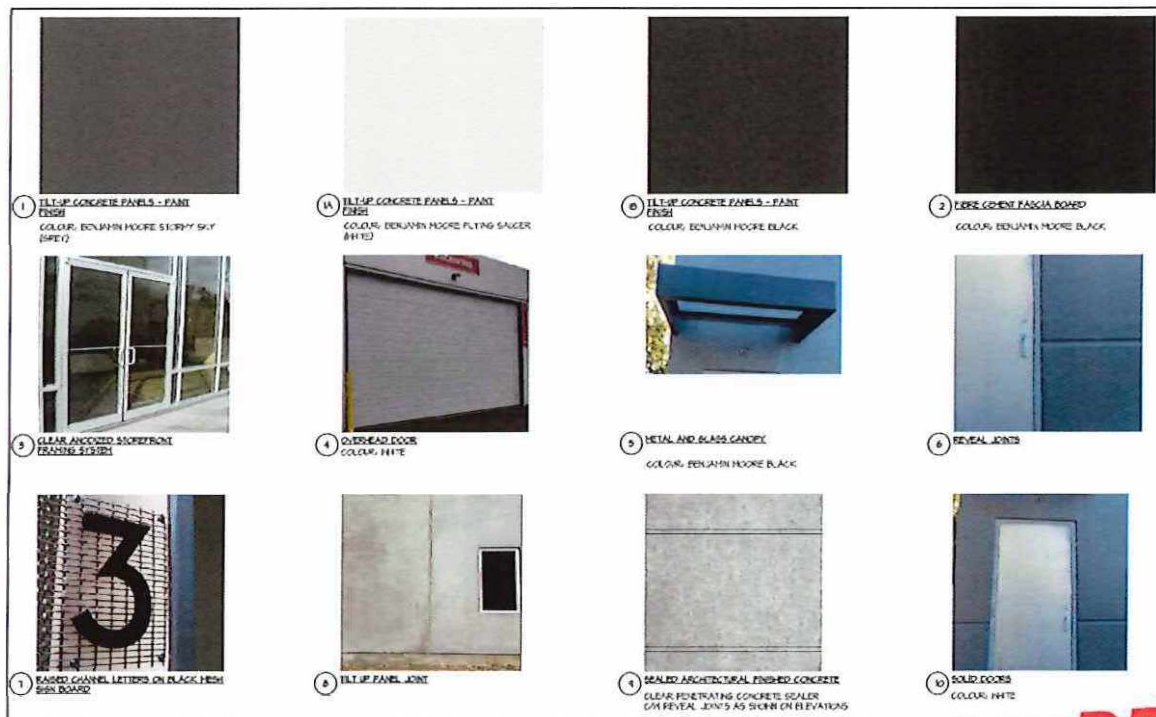 1 TILT-UP CONCRETE PANELS - PAINT
FINISH
COLOUR: BENJAMIN MOORE STORMY SKY
(GREY)
1A TILT-UP CONCRETE PANELS - PAINT
FINISH
COLOUR: BENJAMIN MOORE FLYING SAUCER
(WHITE)
1B TILT-UP CONCRETE PANELS - PAINT
FINISH
COLOUR: BENJAMIN MOORE BLACK
2 FIBRE CEMENT FASCIA BOARD
COLOUR: BENJAMIN MOORE BLACK
3 CLEAR ANODIZED STOREFRONT
FRAMING SYSTEM
4 OVERHEAD DOOR
COLOUR: WHITE
5 METAL AND GLASS CANOPY
COLOUR: BENJAMIN MOORE BLACK
6 REVEAL JOINTS
3
7 RAISED CHANNEL LETTERS ON BLACK MESH
SIGN BOARD
8 TILT UP PANEL JOINT
9 SEALED ARCHITECTURAL FINISHED CONCRETE
CLEAR PENETRATING CONCRETE SEALER
C/W REVEAL JOINTS AS SHOWN ON ELEVATIONS
10 SOLID DOORS
COLOUR: WHITE